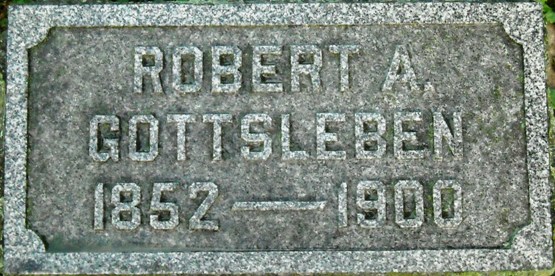 ROBERT A.
GOTTSLEBEN
1852 — 1900